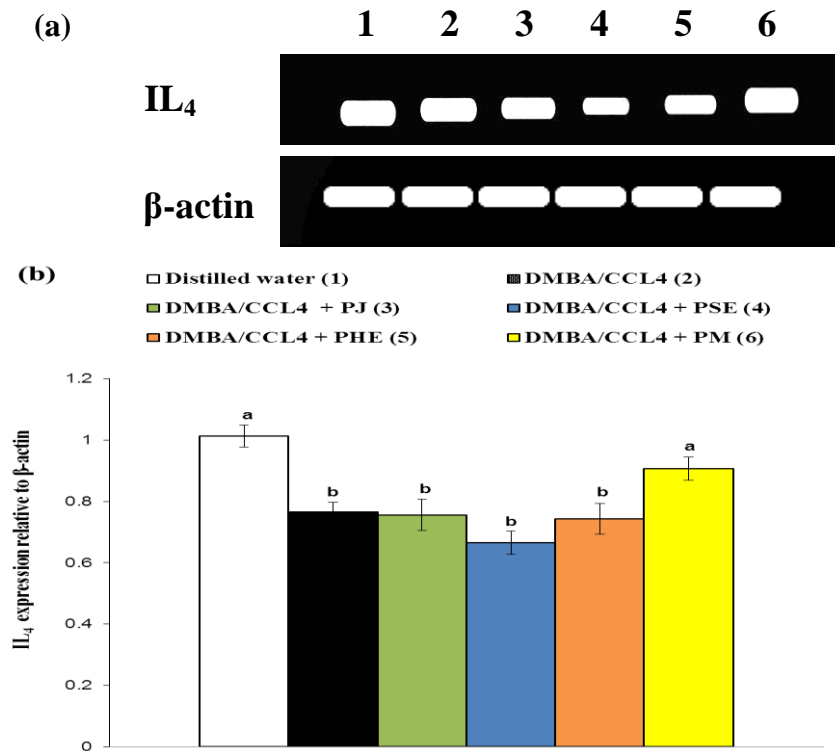 (a) 1 2 3 4 5 6
IL₄
β-actin
(b)
Distilled water (1) DMBA/CCL4 (2)
DMBA/CCL4 + PJ (3) DMBA/CCL4 + PSE (4)
DMBA/CCL4 + PHE (5) DMBA/CCL4 + PM (6)
IL₄ expression relative to β-actin
1.2
1
0.8
0.6
0.4
0.2
0
a b b b b a